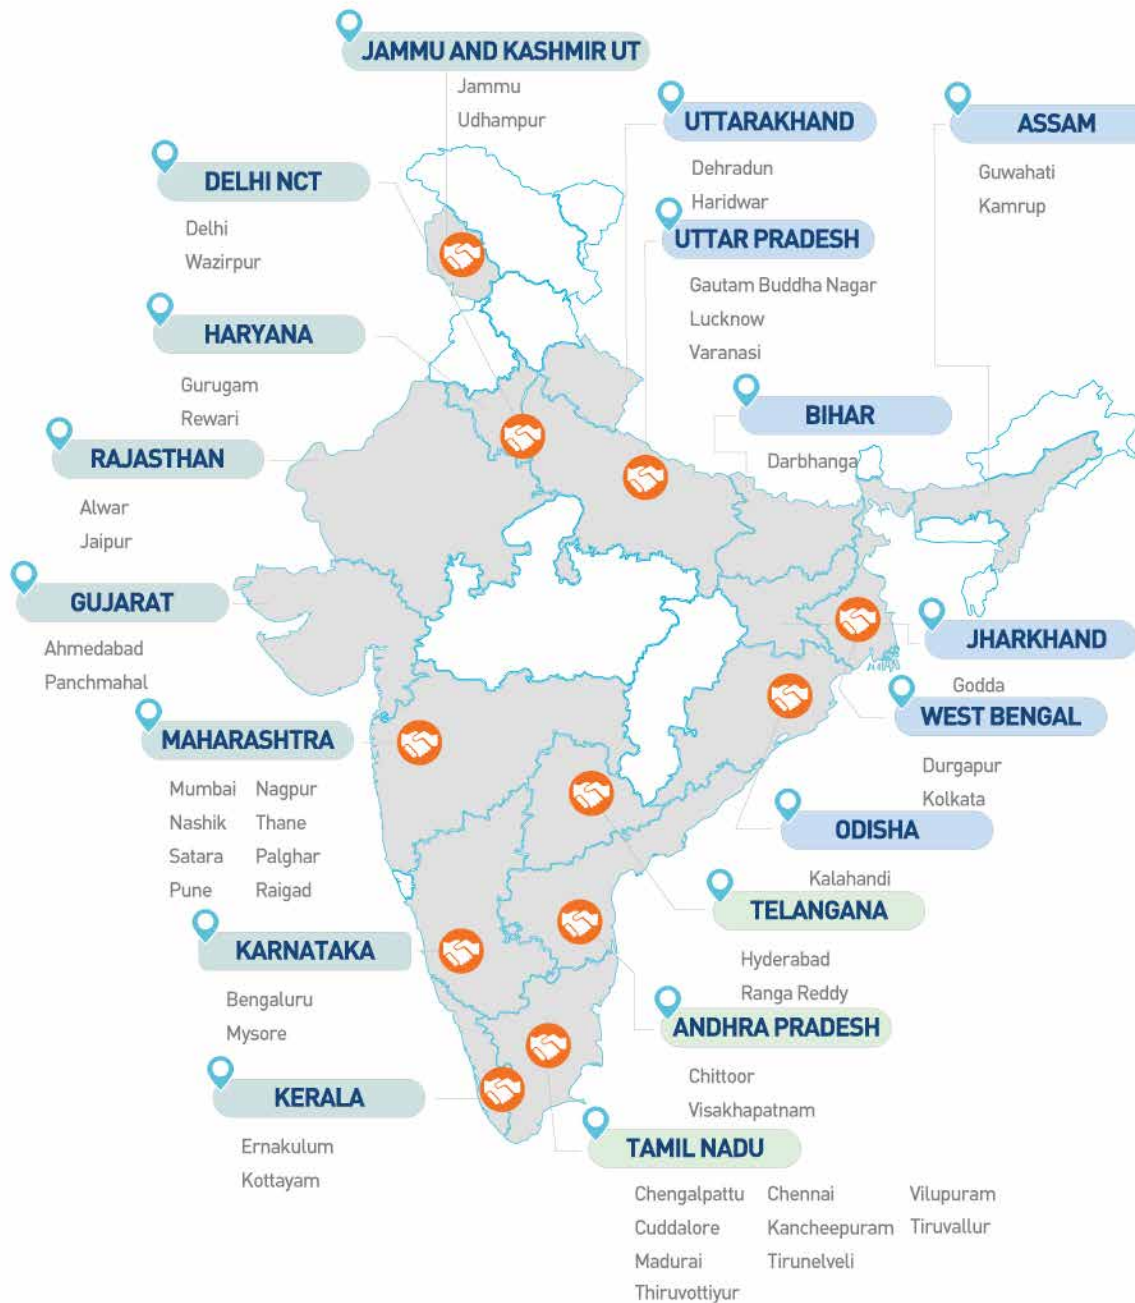 JAMMU AND KASHMIR UT
Jammu
Udhampur
UTTARAKHAND
Dehradun
Haridwar
ASSAM
Guwahati
Kamrup
DELHI NCT
Delhi
Wazirpur
UTTAR PRADESH
Gautam Buddha Nagar
Lucknow
Varanasi
HARYANA
Gurugam
Rewari
BIHAR
Darbhanga
RAJASTHAN
Alwar
Jaipur
GUJARAT
Ahmedabad
Panchmahal
JHARKHAND
Godda
WEST BENGAL
Durgapur
Kolkata
MAHARASHTRA
Mumbai Nagpur
Nashik Thane
Satara Palghar
Pune Raigad
ODISHA
Kalahandi
TELANGANA
Hyderabad
Ranga Reddy
KARNATAKA
Bengaluru
Mysore
ANDHRA PRADESH
Chittoor
Visakhapatnam
KERALA
Ernakulum
Kottayam
TAMIL NADU
Chengalpattu Chennai Vilupuram
Cuddalore Kancheepuram Tiruvallur
Madurai Tirunelveli
Thiruvottiyur